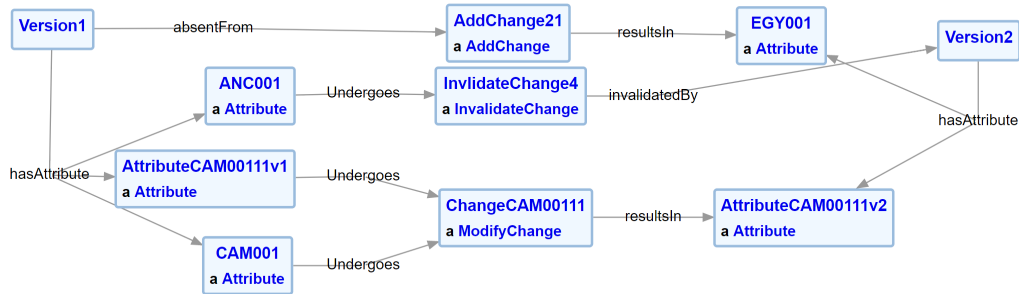 Version1
absentFrom
AddChange21
a AddChange
resultsIn
EGY001
a Attribute
Version2
ANC001
a Attribute
Undergoes
InvlidateChange4
a InvalidateChange
invalidatedBy
hasAttribute
hasAttribute
AttributeCAM00111v1
a Attribute
Undergoes
ChangeCAM00111
a ModifyChange
resultsIn
AttributeCAM00111v2
a Attribute
CAM001
a Attribute
Undergoes